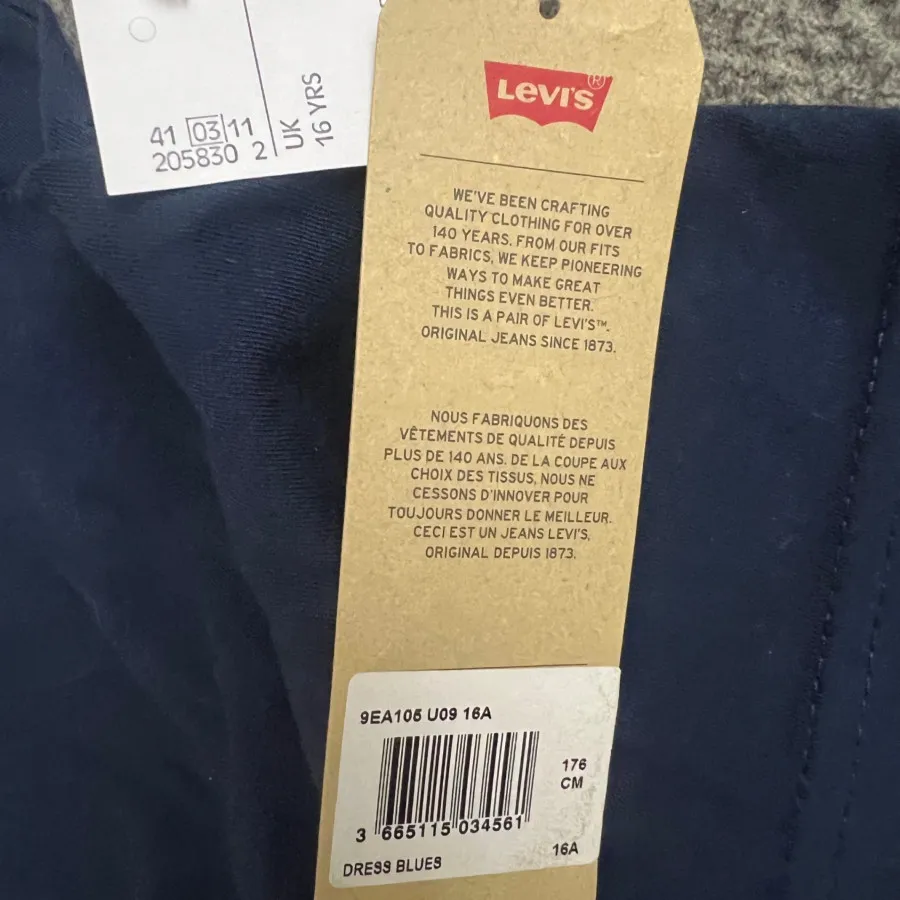 41 03 11
205830 2
UK
16 YRS
LEVI'S®
WE'VE BEEN CRAFTING
QUALITY CLOTHING FOR OVER
140 YEARS. FROM OUR FITS
TO FABRICS, WE KEEP PIONEERING
WAYS TO MAKE GREAT
THINGS EVEN BETTER.
THIS IS A PAIR OF LEVI'S™.
ORIGINAL JEANS SINCE 1873.
NOUS FABRIQUONS DES
VÊTEMENTS DE QUALITÉ DEPUIS
PLUS DE 140 ANS. DE LA COUPE AUX
CHOIX DES TISSUS, NOUS NE
CESSONS D'INNOVER POUR
TOUJOURS DONNER LE MEILLEUR.
CECI EST UN JEANS LEVI'S,
ORIGINAL DEPUIS 1873.
9EA105 U09 16A
176
CM
3 665115 034561
DRESS BLUES 16A